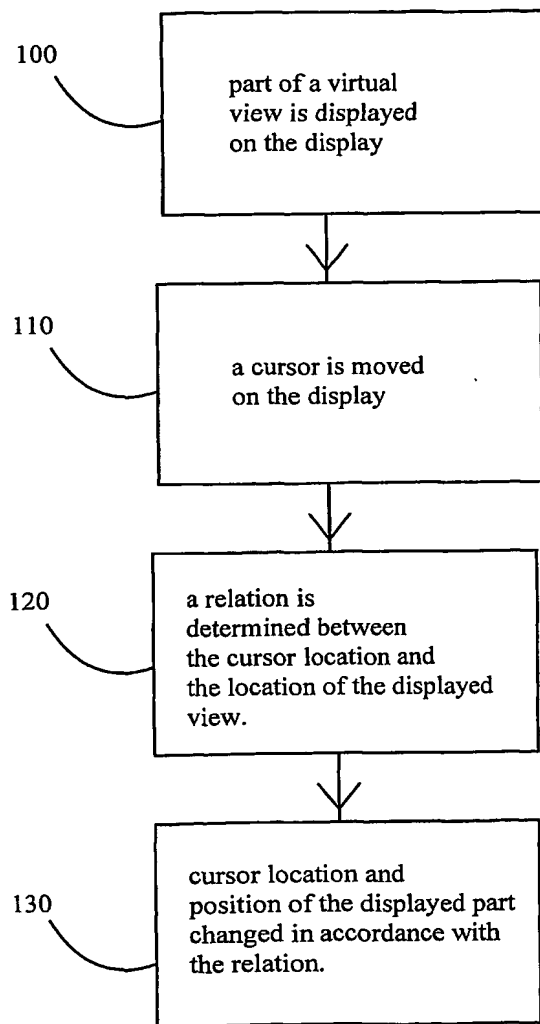 100
part of a virtual
view is displayed
on the display
110
a cursor is moved
on the display
120
a relation is
determined between
the cursor location and
the location of the displayed
view.
130
cursor location and
position of the displayed part
changed in accordance with
the relation.